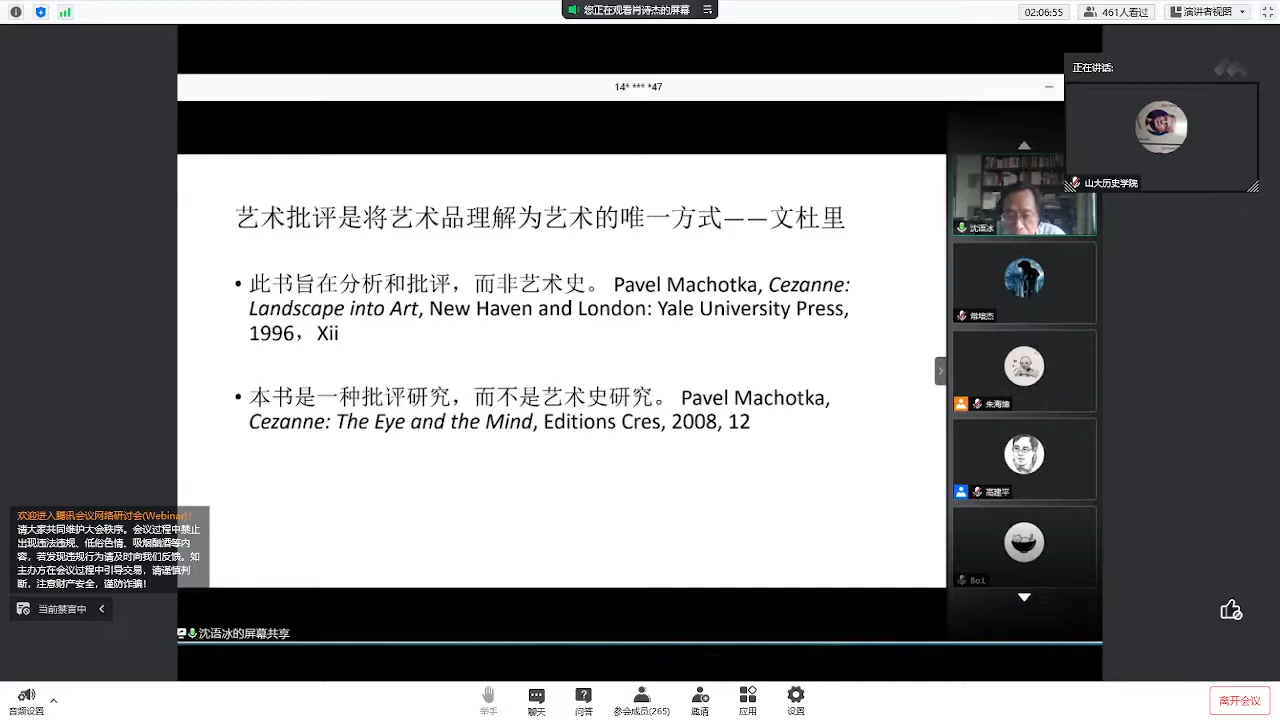 您正在观看肖诗杰的屏幕
02:06:55
461人看过
演讲者视图
正在讲话:
14* *** *47
山大历史学院
艺术批评是将艺术品理解为艺术的唯一方式——文杜里
沈语冰
• 此书旨在分析和批评，而非艺术史。 Pavel Machotka, Cezanne:
Landscape into Art, New Haven and London: Yale University Press,
1996，Xii
常培杰
• 本书是一种批评研究，而不是艺术史研究。 Pavel Machotka,
Cezanne: The Eye and the Mind, Editions Cres, 2008, 12
高建平
Bo.L
欢迎进入腾讯会议网络研讨会(Webinar)！
请大家共同维护大会秩序。会议过程中禁止
出现违法违规、低俗色情、吸烟酗酒等内
容，若发现违规行为请及时向我们反馈。如
主办方在会议过程中引导交易，请谨慎判
断，注意财产安全，谨防诈骗！
当前禁言中
沈语冰的屏幕共享
音频设置
举手
聊天
问答
参会成员(265)
邀请
应用
设置
离开会议